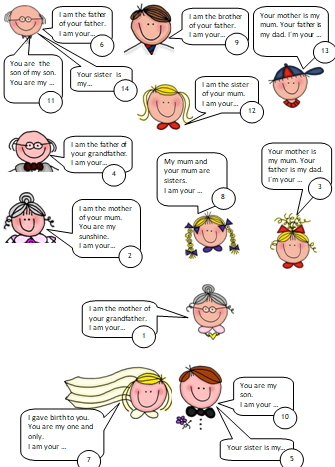 I am the father
of your father.
I am your...
6
I am the brother
of your father.
I am your...
9
Your mother is my
mum. Your father is
my dad. I'm your ...
13
You are the
son of my son.
You are my ...
11
Your sister is
my...
14
I am the sister
of your mum.
I am your ...
12
I am the father of
your grandfather.
I am your...
4
My mum and
your mum are
sisters.
I am your ...
8
Your mother is
my mum. Your
father is my dad.
I'm your ...
3
I am the mother
of your mum.
You are my
sunshine.
I am your...
2
I am the mother of
your grandfather.
I am your...
1
You are my
son.
I am your ...
10
I gave birth to you.
You are my one and
only.
I am your ...
7
Your sister is my...
5